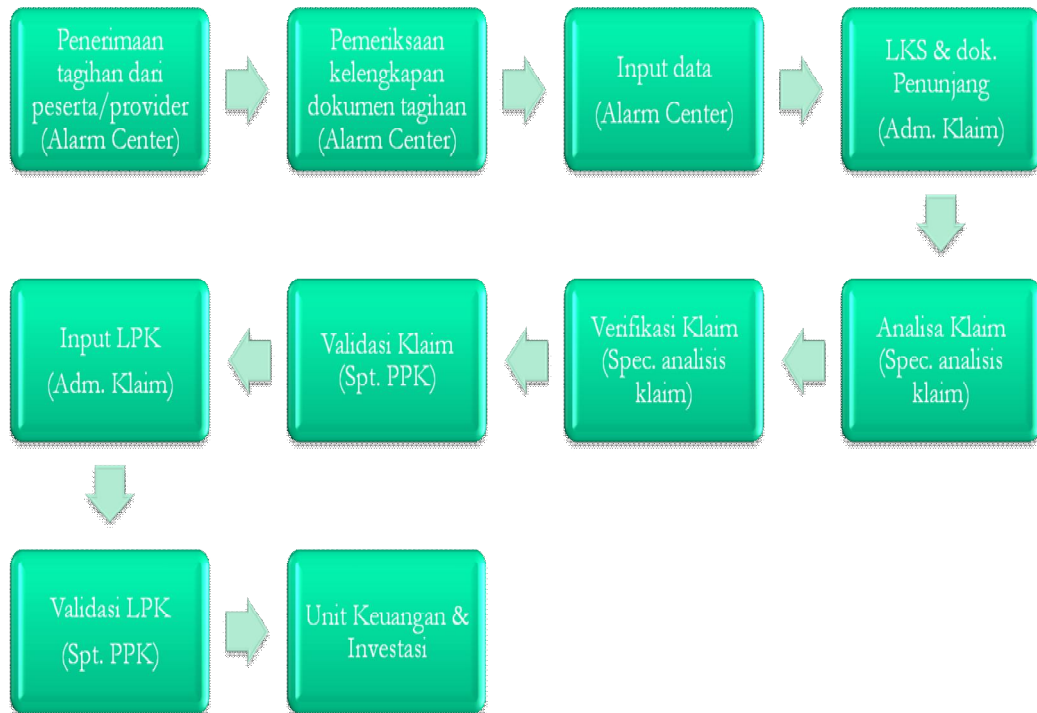 Penerimaan
tagihan dari
peserta/provider
(Alarm Center)
Pemeriksaan
kelengkapan
dokumen tagihan
(Alarm Center)
Input data
(Alarm Center)
LKS & dok.
Penunjang
(Adm. Klaim)
Analisa Klaim
(Spec. analisis
klaim)
Verifikasi Klaim
(Spec. analisis
klaim)
Validasi Klaim
(Spt. PPK)
Input LPK
(Adm. Klaim)
Validasi LPK
(Spt. PPK)
Unit Keuangan &
Investasi